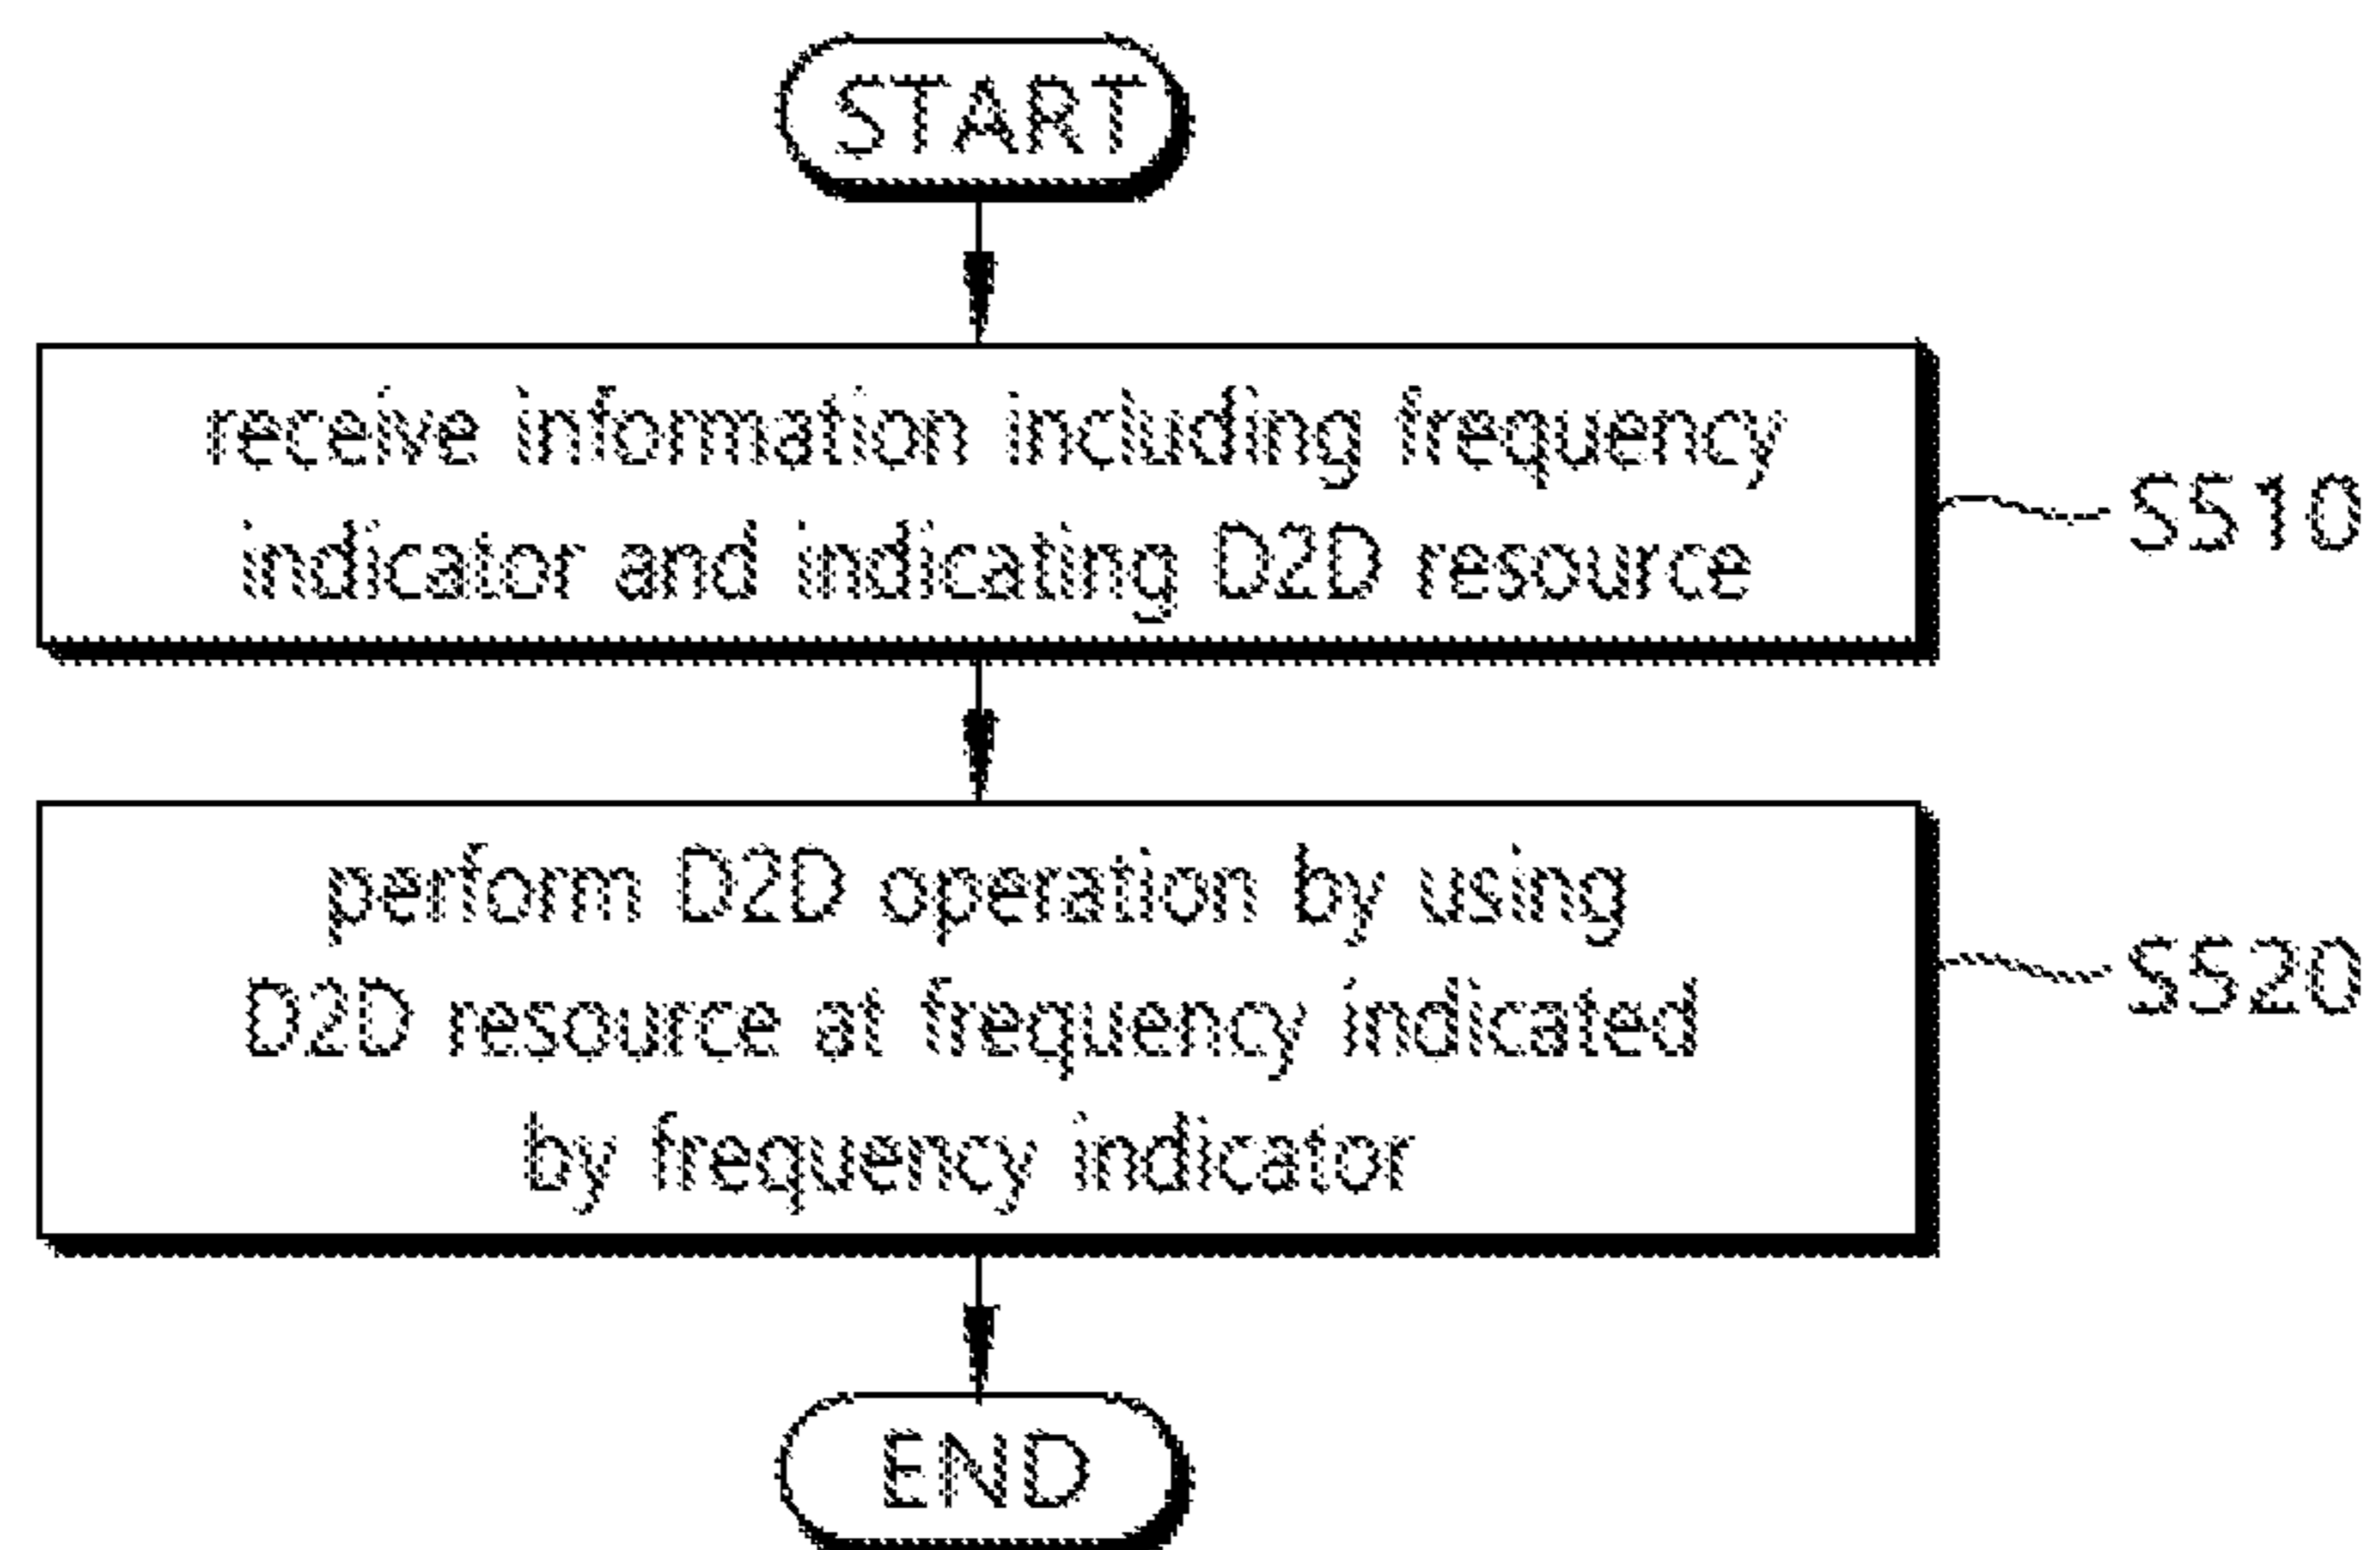 START
receive information including frequency
indicator and indicating D2D resource
S510
perform D2D operation by using
D2D resource at frequency indicated
by frequency indicator
S520
END